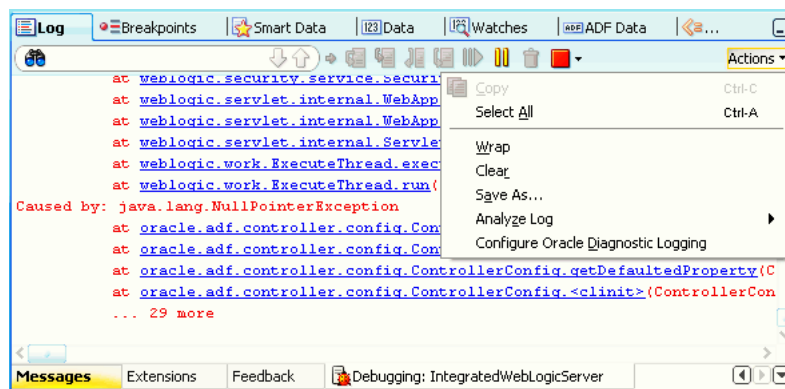 Log Breakpoints Smart Data Data Watches ADF Data
Actions
at weblogic.security.service.Securi
at weblogic.servlet.internal.WebApp
at weblogic.servlet.internal.WebApp
at weblogic.servlet.internal.Servle
at weblogic.work.ExecuteThread.exec
at weblogic.work.ExecuteThread.run(
Caused by: java.lang.NullPointerException
at oracle.adf.controller.config.Con
at oracle.adf.controller.config.Con
at oracle.adf.controller.config.ControllerConfig.getDefaultedProperty(C
at oracle.adf.controller.config.ControllerConfig.<clinit>(ControllerCon
... 29 more
Copy Ctrl-C
Select All Ctrl-A
Wrap
Clear
Save As...
Analyze Log
Configure Oracle Diagnostic Logging
Messages Extensions Feedback Debugging: IntegratedWebLogicServer